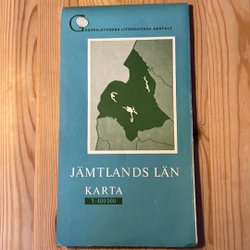 GENERALSTABENS LITOGRAFISKA ANSTALT
JÄMTLANDS LÄN
KARTA
1:400 000